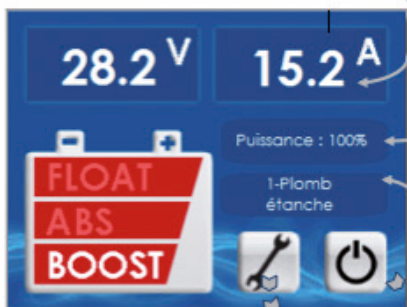 28.2 V
15.2 A
Puissance : 100%
- +
FLOAT
1-Plomb
étanche
ABS
BOOST